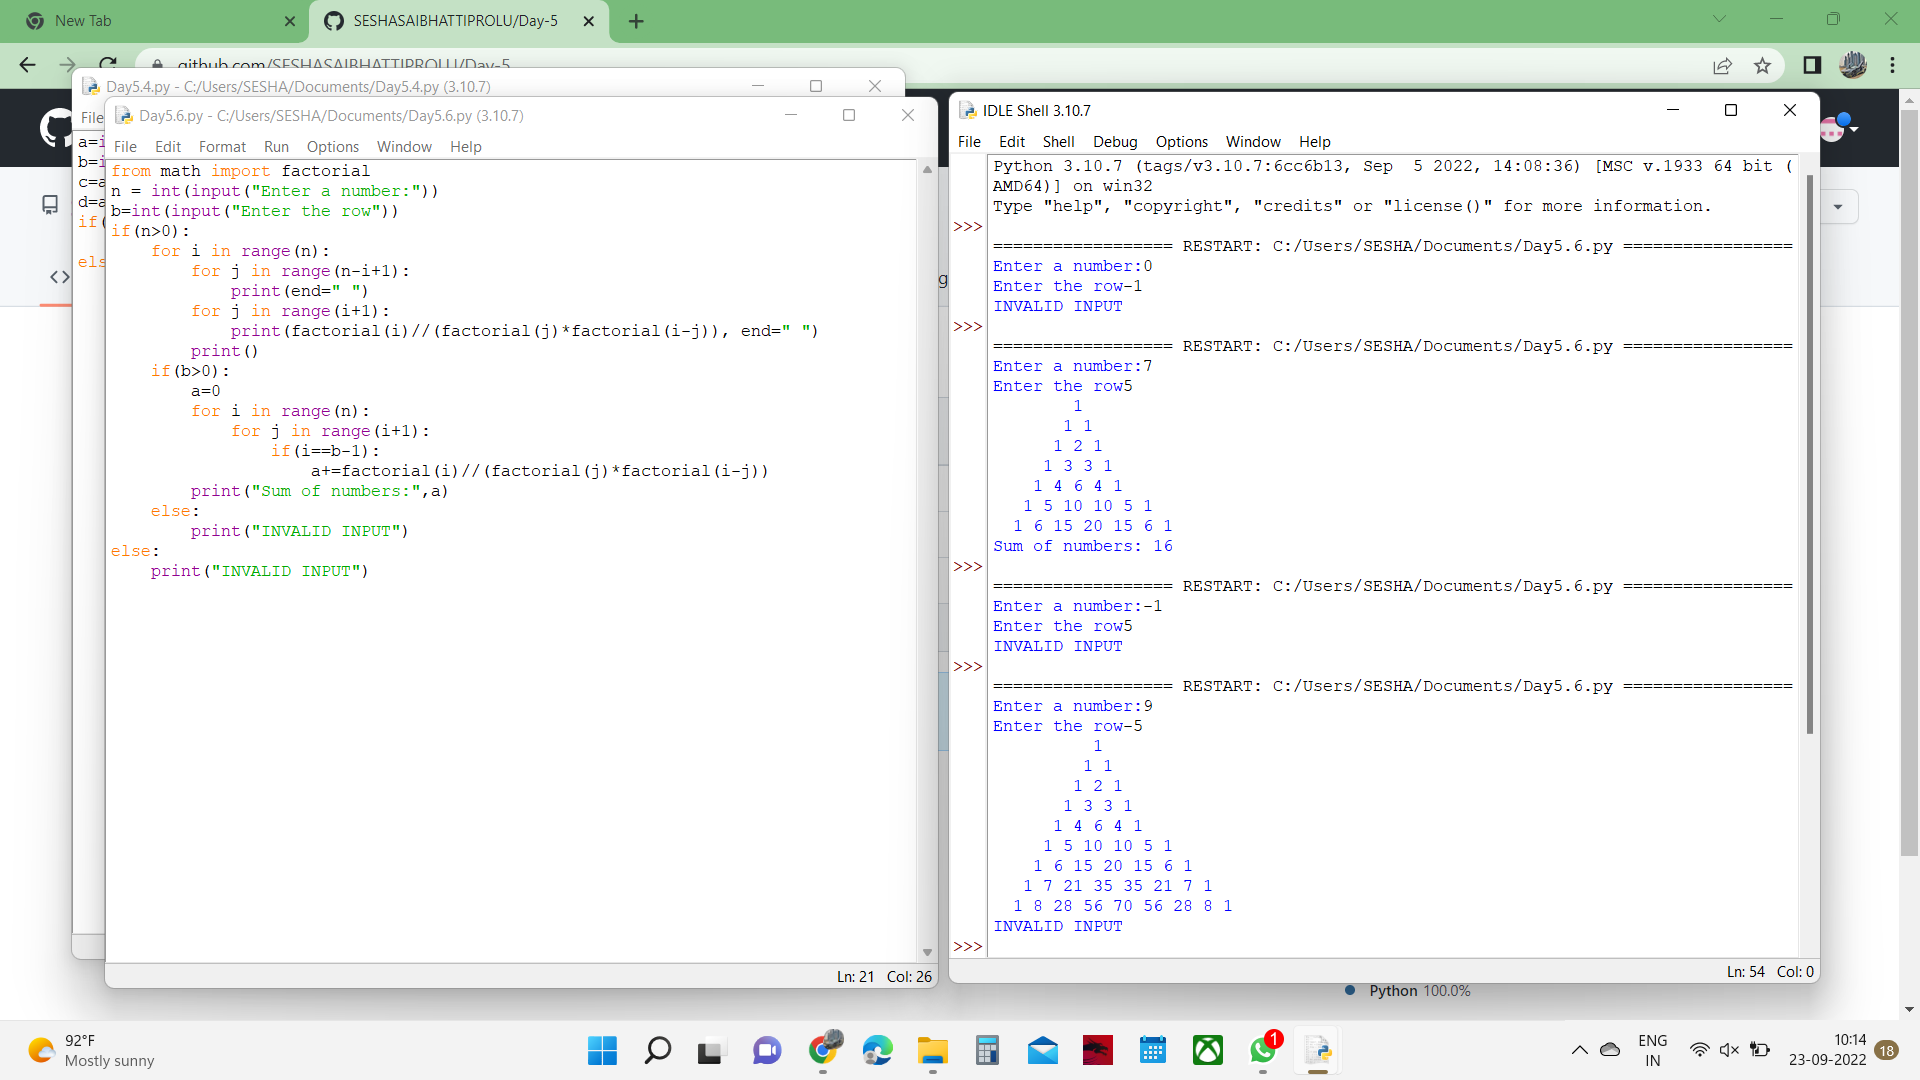 New Tab
SESHASAIBHATTIPROLU/Day-5
github.com/SESHASAIBHATTIPROLU/Day-5
Day5.4.py - C:/Users/SESHA/Documents/Day5.4.py (3.10.7)
File
a=i
b=i
c=a
d=a
if(
els
Day5.6.py - C:/Users/SESHA/Documents/Day5.6.py (3.10.7)
File Edit Format Run Options Window Help
from math import factorial
n = int(input("Enter a number:"))
b=int(input("Enter the row"))
if(n>0):
    for i in range(n):
        for j in range(n-i+1):
            print(end=" ")
        for j in range(i+1):
            print(factorial(i)//(factorial(j)*factorial(i-j)), end=" ")
        print()
    if(b>0):
        a=0
        for i in range(n):
            for j in range(i+1):
                if(i==b-1):
                    a+=factorial(i)//(factorial(j)*factorial(i-j))
        print("Sum of numbers:",a)
    else:
        print("INVALID INPUT")
else:
    print("INVALID INPUT")
Ln: 21 Col: 26
g
IDLE Shell 3.10.7
File Edit Shell Debug Options Window Help
Python 3.10.7 (tags/v3.10.7:6cc6b13, Sep  5 2022, 14:08:36) [MSC v.1933 64 bit (
AMD64)] on win32
Type "help", "copyright", "credits" or "license()" for more information.
>>>
================== RESTART: C:/Users/SESHA/Documents/Day5.6.py =================
Enter a number:0
Enter the row-1
INVALID INPUT
>>>
================== RESTART: C:/Users/SESHA/Documents/Day5.6.py =================
Enter a number:7
Enter the row5
        1
       1 1
      1 2 1
     1 3 3 1
    1 4 6 4 1
   1 5 10 10 5 1
  1 6 15 20 15 6 1
Sum of numbers: 16
>>>
================== RESTART: C:/Users/SESHA/Documents/Day5.6.py =================
Enter a number:-1
Enter the row5
INVALID INPUT
>>>
================== RESTART: C:/Users/SESHA/Documents/Day5.6.py =================
Enter a number:9
Enter the row-5
          1
         1 1
        1 2 1
       1 3 3 1
      1 4 6 4 1
     1 5 10 10 5 1
    1 6 15 20 15 6 1
   1 7 21 35 35 21 7 1
  1 8 28 56 70 56 28 8 1
INVALID INPUT
>>>
Ln: 54 Col: 0
Python 100.0%
92°F
Mostly sunny
1
ENG
IN
10:14
23-09-2022
18